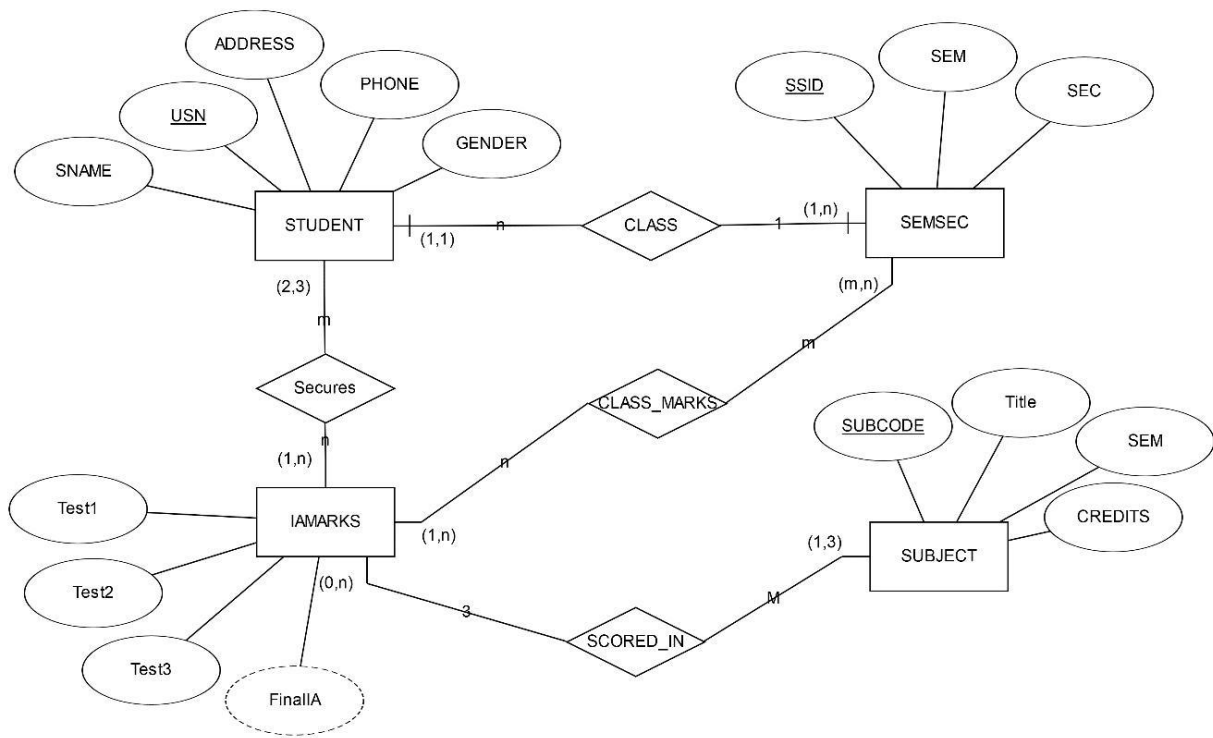 ADDRESS
PHONE
USN
GENDER
SNAME
STUDENT
SSID
SEM
SEC
SEMSEC
(1,1)
n
CLASS
1
(1,n)
(2,3)
m
Secures
n
(1,n)
(m,n)
m
CLASS_MARKS
n
(1,n)
IAMARKS
Test1
Test2
Test3
FinalIA
(0,n)
3
SCORED_IN
M
(1,3)
SUBJECT
SUBCODE
Title
SEM
CREDITS